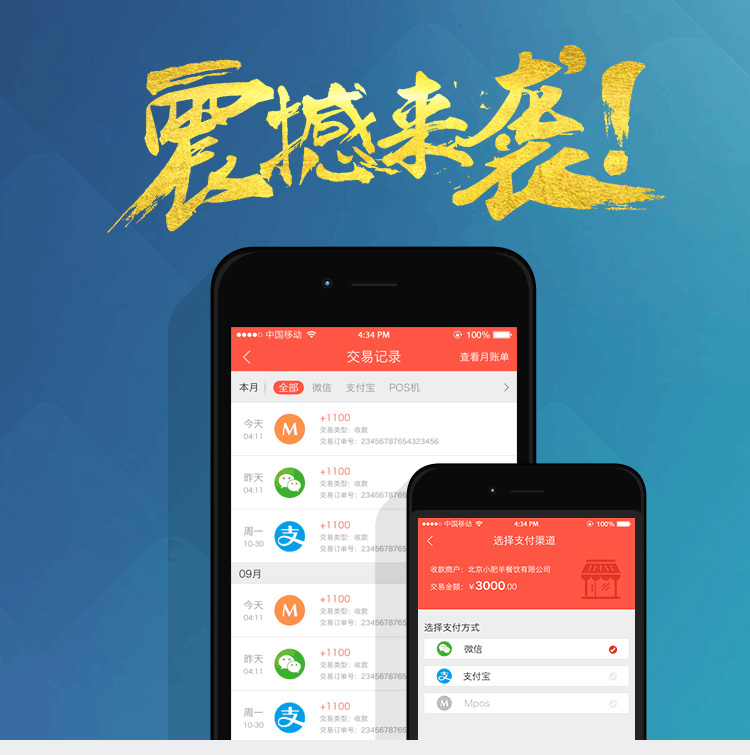 震撼来袭！
中国移动 4:34 PM 100%
交易记录 查看月账单
本月 全部 微信 支付宝 POS机
今天 +1100
04:11 M 交易类型：收款
交易订单号：23456787654323456
昨天 +1100
04:11 交易类型：收款
交易订单号：2345678765
周一 +1100
10-30 支 交易类型：收款
交易订单号：2345678765
09月
今天 +1100
04:11 M 交易类型：收款
交易订单号：2345678765
昨天 +1100
04:11 交易类型：收款
交易订单号：2345678765
周一 +1100
10-30 支 交易类型：收款
交易订单号：2345678765
中国移动 4:34 PM 100%
选择支付渠道
收款商户：北京小肥羊餐饮有限公司
交易金额：￥3000.00
选择支付方式
微信
支 支付宝
M Mpos